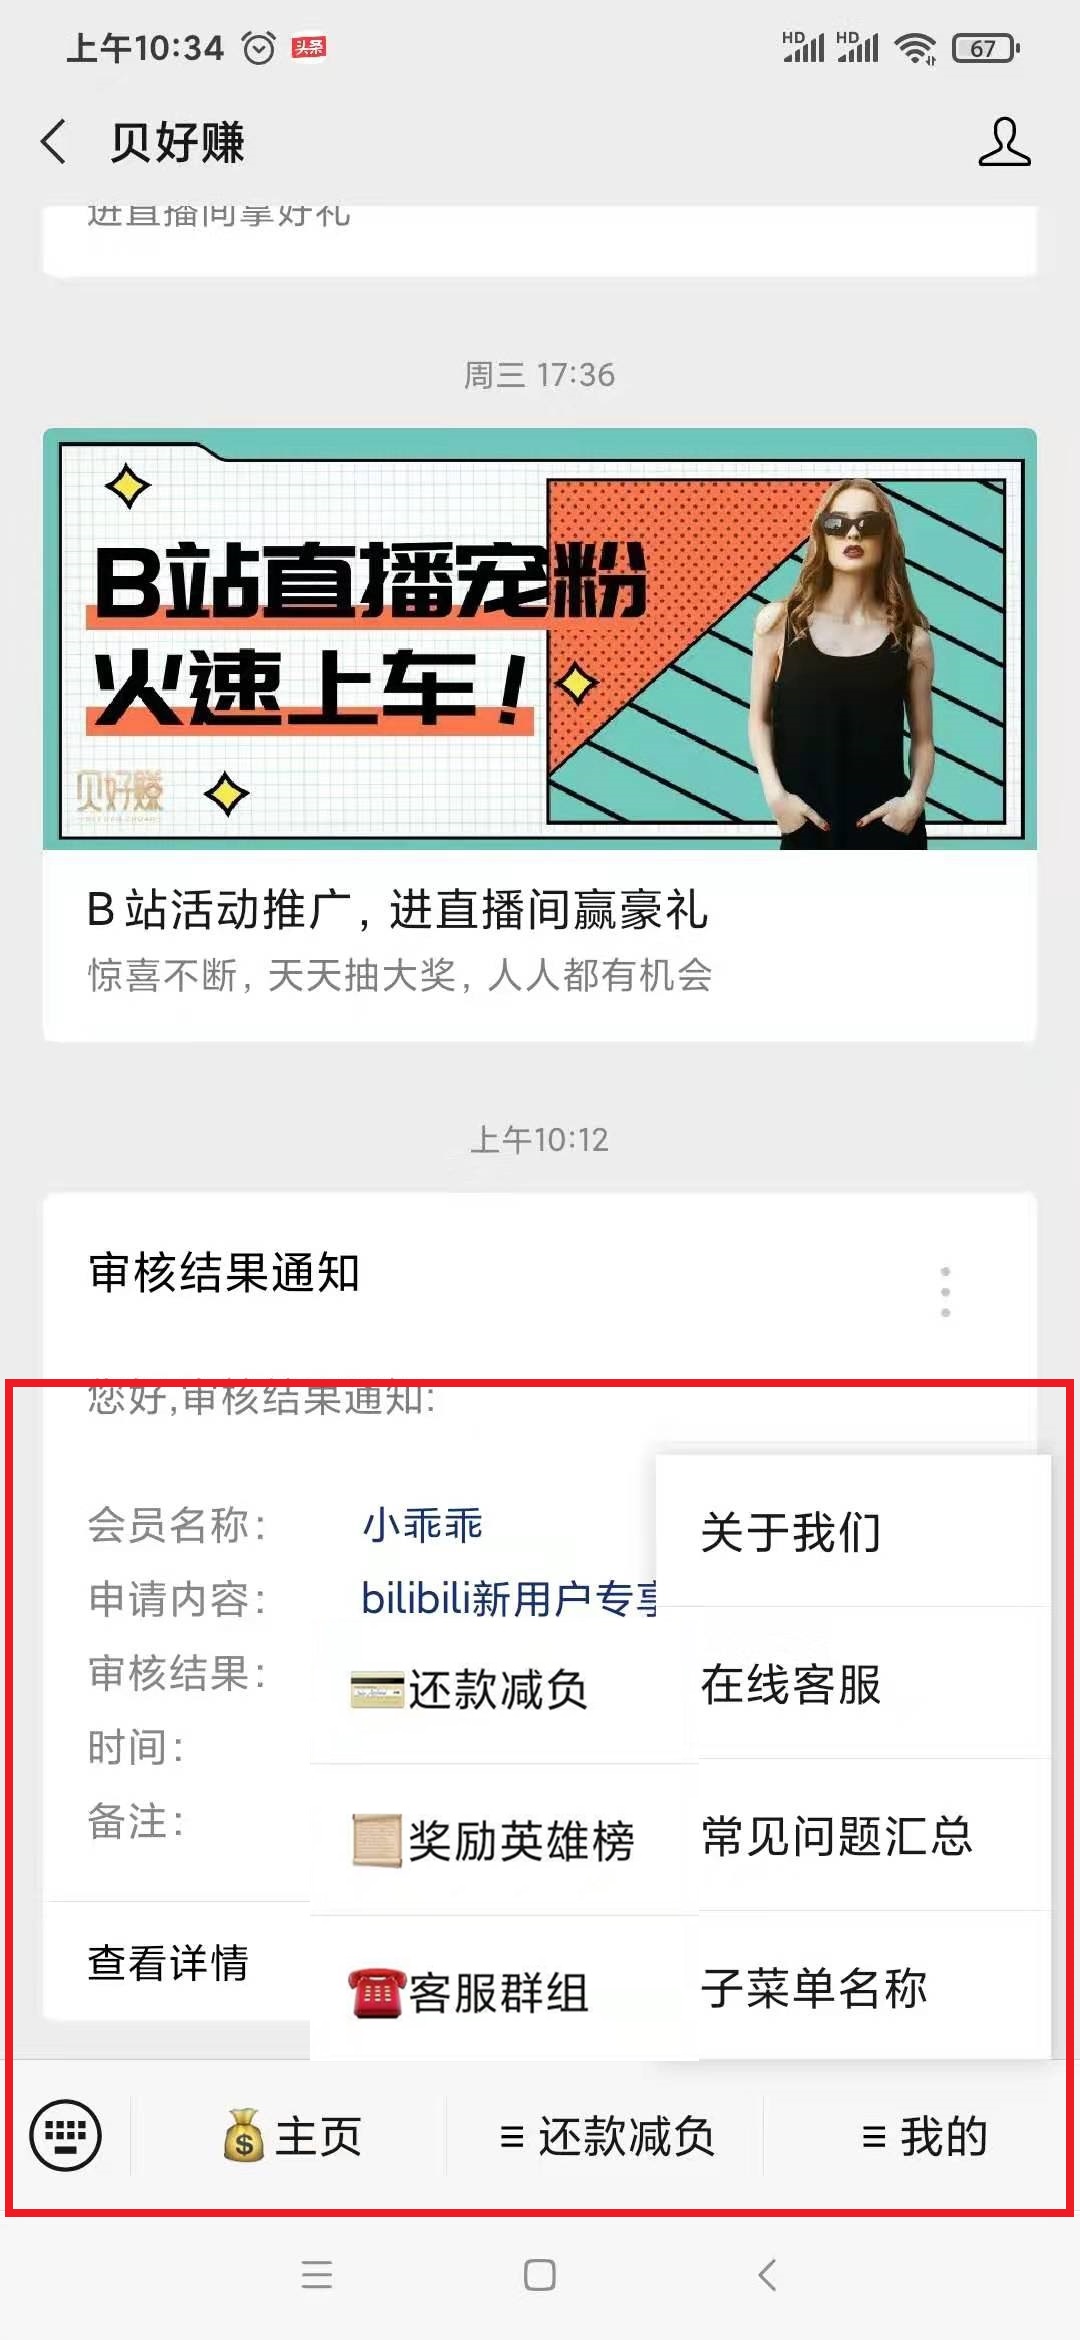 上午10:34 头条 HD HD 67
贝好赚
进直播间拿好礼
周三 17:36
B站直播宠粉
火速上车!
贝好赚
B站活动推广，进直播间赢豪礼
惊喜不断，天天抽大奖，人人都有机会
上午10:12
审核结果通知
您好,审核结果通知:
会员名称： 小乖乖
申请内容： bilibili新用户专享
审核结果：
时间：
备注：
查看详情
还款减负
奖励英雄榜
客服群组
关于我们
在线客服
常见问题汇总
子菜单名称
主页
还款减负
我的